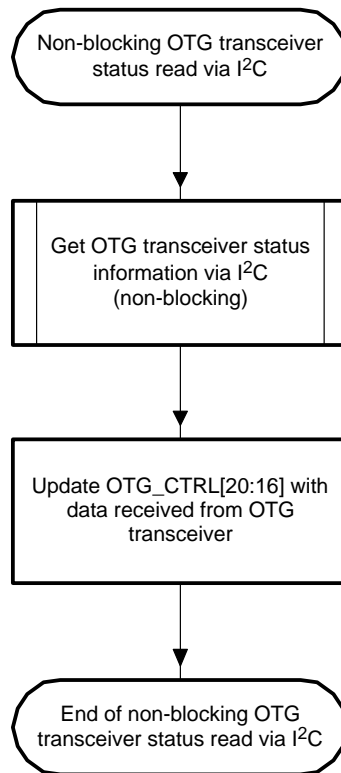 Non-blocking OTG transceiver
status read via I²C
Get OTG transceiver status
information via I²C
(non-blocking)
Update OTG_CTRL[20:16] with
data received from OTG
transceiver
End of non-blocking OTG
transceiver status read via I²C